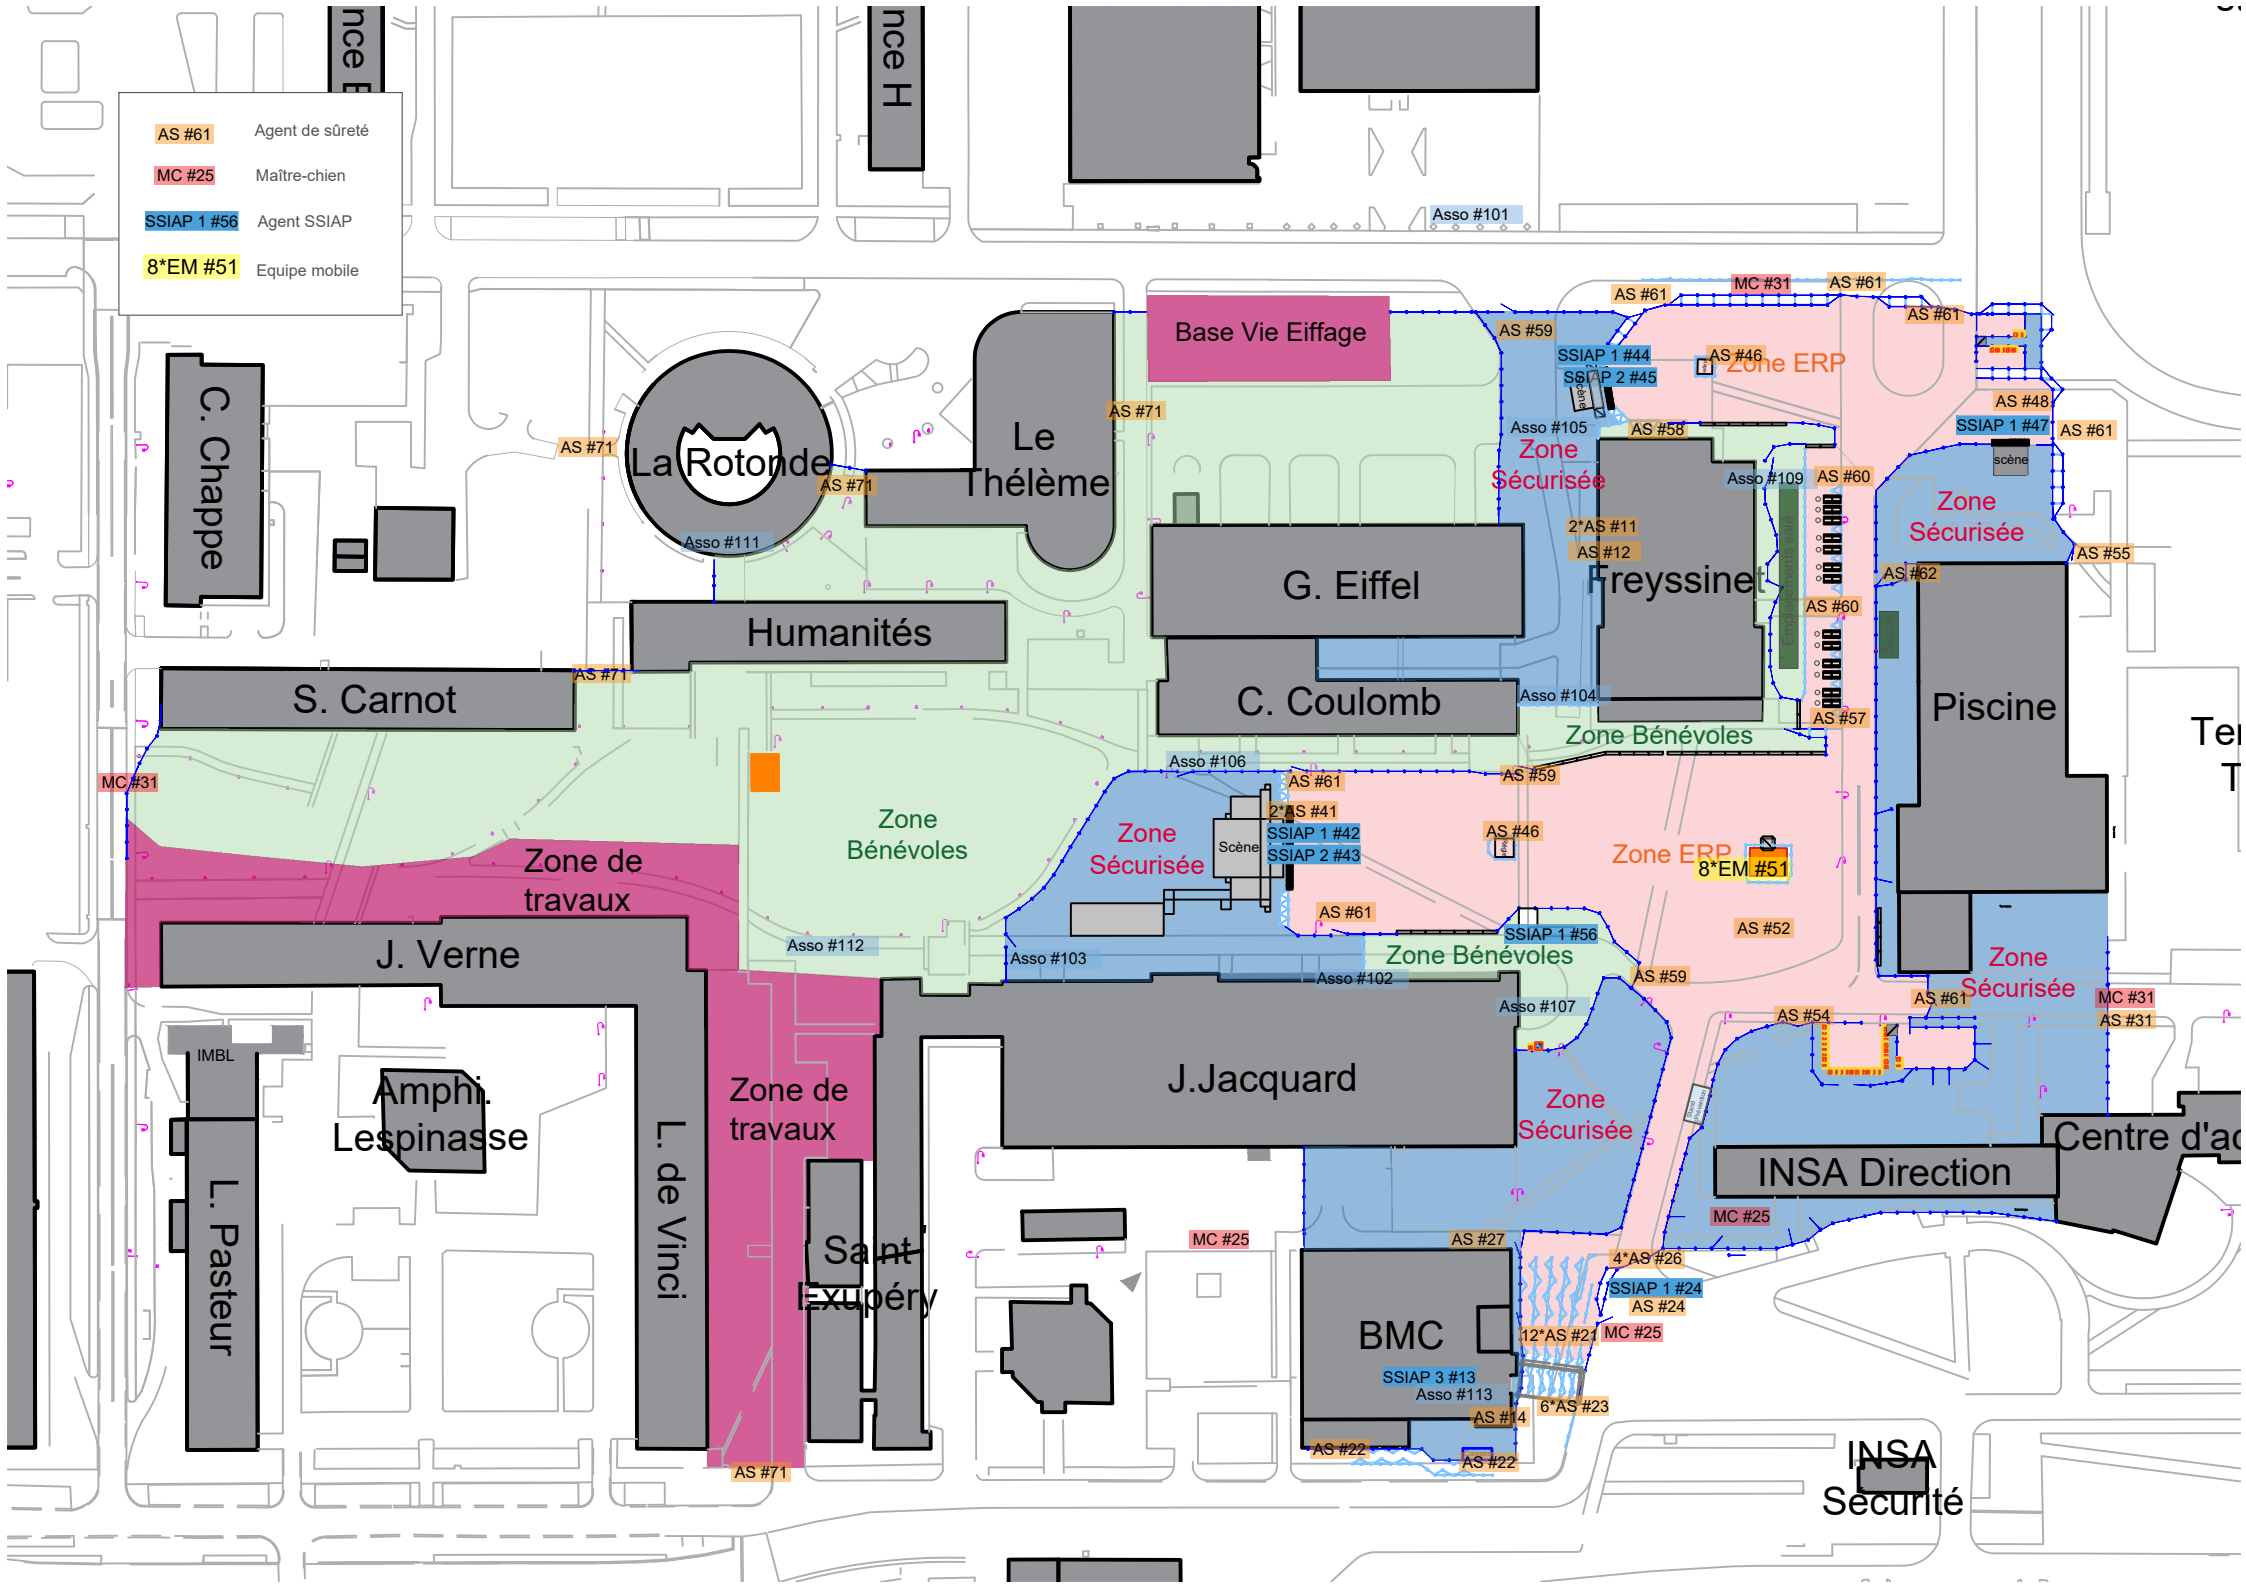 nce E
nce H
AS #61 Agent de sûreté
MC #25 Maître-chien
SSIAP 1 #56 Agent SSIAP
8*EM #51 Equipe mobile
Asso #101
MC #31
AS #61
AS #61
AS #61
Base Vie Eiffage
AS #59
SSIAP 1 #44
SSIAP 2 #45
scène
AS #46
Zone ERP
AS #48
SSIAP 1 #47
AS #61
scène
C. Chappe
AS #71
La Rotonde
AS #71
Le
Thélème
AS #71
Asso #105
AS #58
Zone
Sécurisée
Asso #109
AS #60
Zone
Sécurisée
2*AS #11
AS #12
Freyssinet
Emplacements salé
AS #55
AS #62
AS #60
Asso #111
G. Eiffel
Humanités
S. Carnot
AS #71
C. Coulomb
Asso #104
AS #57
Piscine
Ter
T
Zone Bénévoles
MC #31
Asso #106
AS #61
AS #59
2*AS #41
SSIAP 1 #42
SSIAP 2 #43
Scène
Zone
Sécurisée
AS #46
Zone ERP
8*EM #51
Zone
Bénévoles
Zone de
travaux
AS #61
AS #52
SSIAP 1 #56
Zone Bénévoles
J. Verne
Asso #112
Asso #103
Asso #102
AS #59
Zone
Sécurisée
AS #61
MC #31
AS #31
Asso #107
AS #54
IMBL
Amphi.
Lespinasse
Zone de
travaux
J.Jacquard
Zone
Sécurisée
Centre d'ac
INSA Direction
L. Pasteur
L. de Vinci
MC #25
MC #25
AS #27
4*AS #26
SSIAP 1 #24
AS #24
Saint
Exupéry
BMC
12*AS #21
MC #25
SSIAP 3 #13
Asso #113
6*AS #23
AS #14
AS #22
AS #22
AS #71
INSA
Sécurité